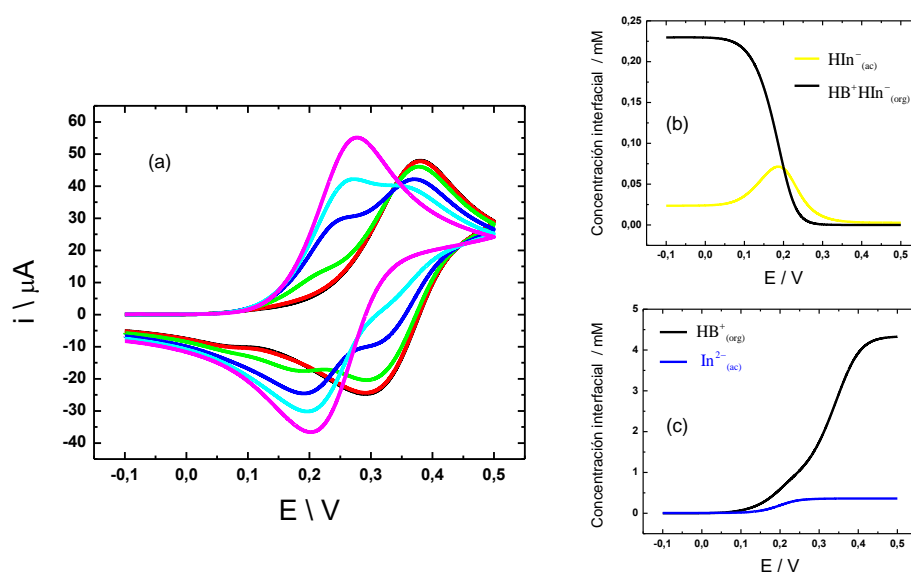 (a)
60
50
40
30
20
10
0
-10
-20
-30
-40
i \ μA
-0,1 0,0 0,1 0,2 0,3 0,4 0,5
E \ V
0,25
0,20
0,15
0,10
0,05
0,00
Concentración interfacial / mM
HIn⁻(ac)
HB⁺HIn⁻(org)
(b)
-0,1 0,0 0,1 0,2 0,3 0,4 0,5
E / V
5
4
3
2
1
0
Concentración interfacial / mM
HB⁺(org)
In²⁻(ac)
(c)
-0,1 0,0 0,1 0,2 0,3 0,4 0,5
E / V